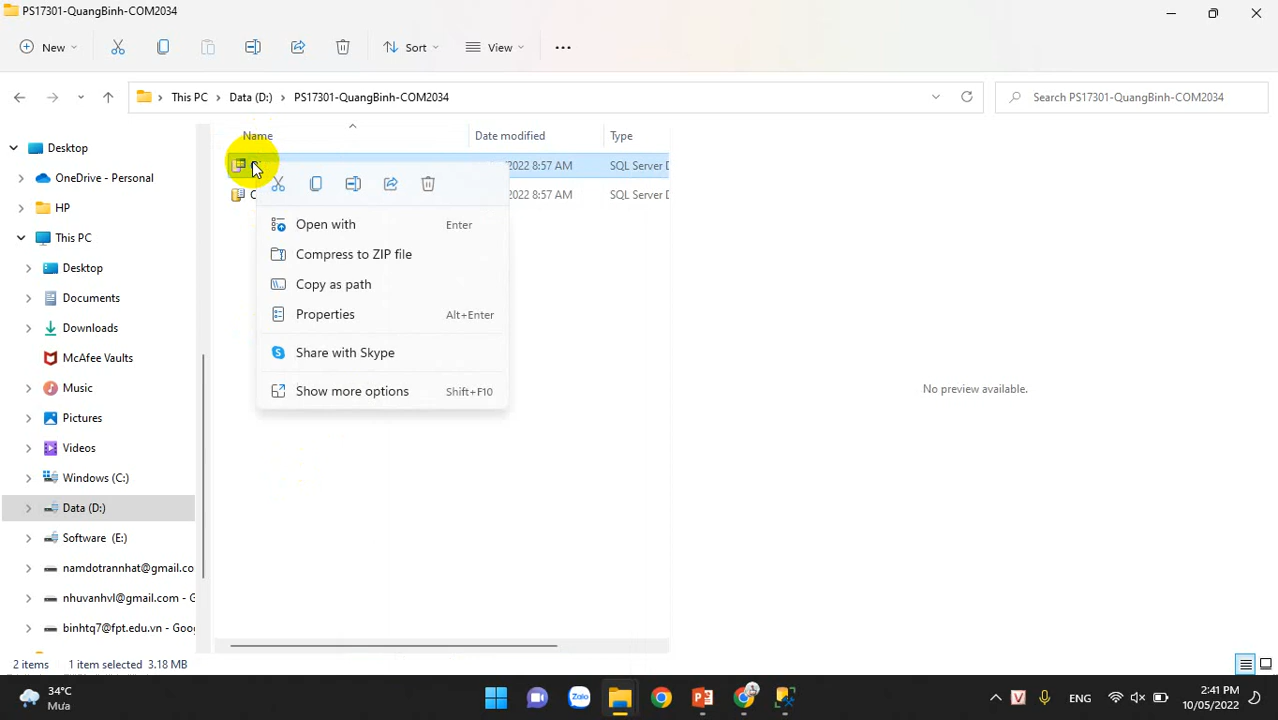 PS17301-QuangBinh-COM2034
New
Sort
View
This PC
Data (D:)
PS17301-QuangBinh-COM2034
Search PS17301-QuangBinh-COM2034
Name
Date modified
Type
2022 8:57 AM
SQL Server D
2022 8:57 AM
SQL Server D
Open with
Enter
Compress to ZIP file
Copy as path
Properties
Alt+Enter
Share with Skype
Show more options
Shift+F10
Desktop
OneDrive - Personal
HP
This PC
Desktop
Documents
Downloads
McAfee Vaults
Music
Pictures
Videos
Windows (C:)
Data (D:)
Software (E:)
namdotrannhat@gmail.co
nhuvanhvl@gmail.com - G
binhtq7@fpt.edu.vn - Goo
No preview available.
2 items
1 item selected 3.18 MB
34°C
Mưa
Zalo
ENG
2:41 PM
10/05/2022